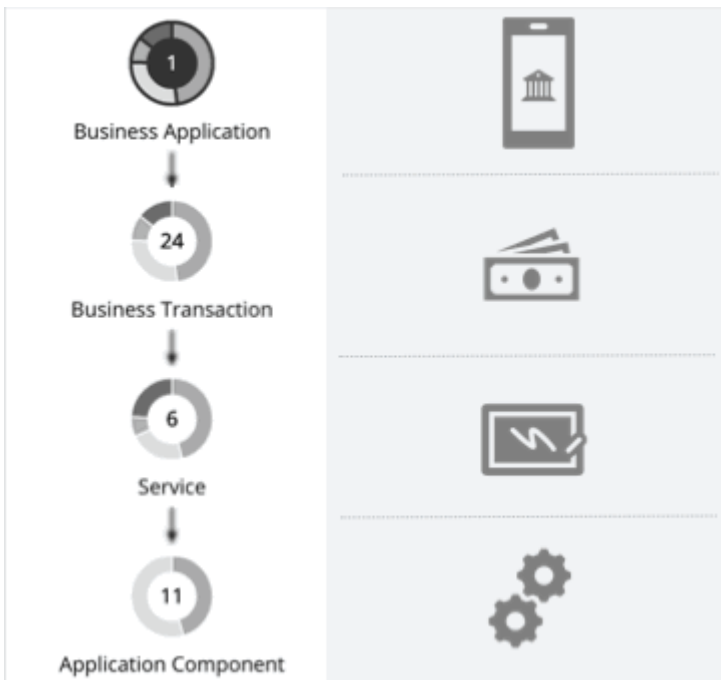 1
Business Application
24
Business Transaction
6
Service
11
Application Component